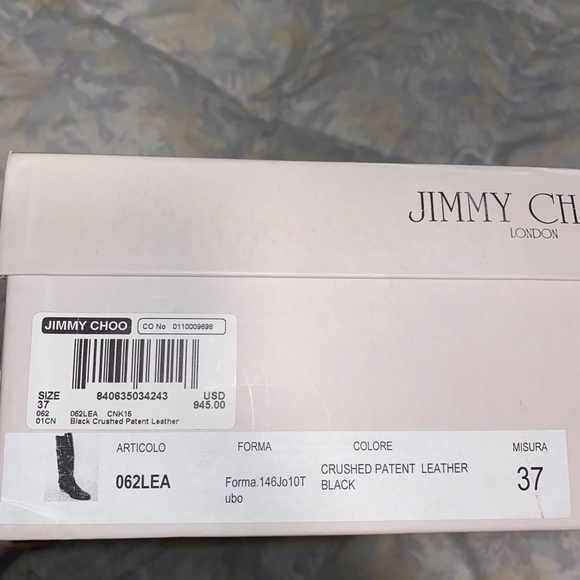 JIMMY CH
LONDON
JIMMY CHOO CO No 0110009698
840635034243
SIZE USD
37 945.00
062 062LEA CNK15
01CN Black Crushed Patent Leather
ARTICOLO FORMA COLORE MISURA
062LEA Forma.146Jo10T CRUSHED PATENT LEATHER 37
ubo BLACK